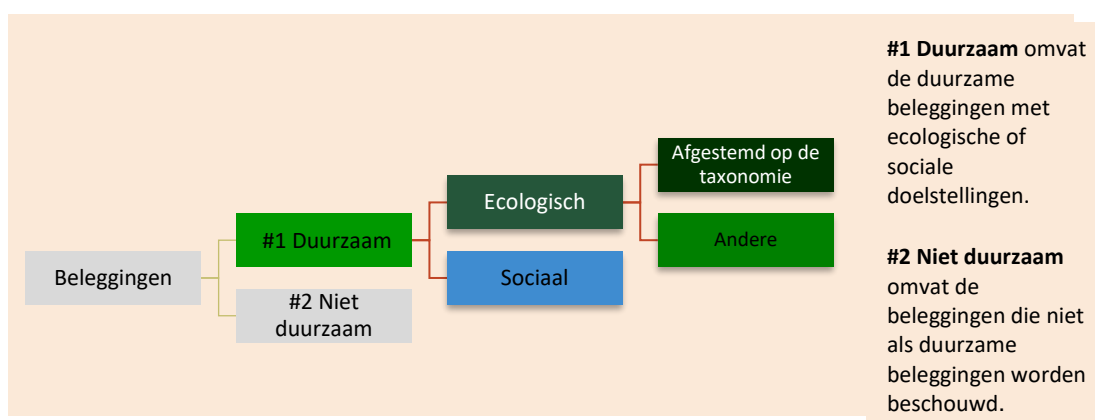 Beleggingen
#1 Duurzaam
#2 Niet
duurzaam
Ecologisch
Sociaal
Afgestemd op de
taxonomie
Andere
#1 Duurzaam omvat
de duurzame
beleggingen met
ecologische of
sociale
doelstellingen.
#2 Niet duurzaam
omvat de
beleggingen die niet
als duurzame
beleggingen worden
beschouwd.